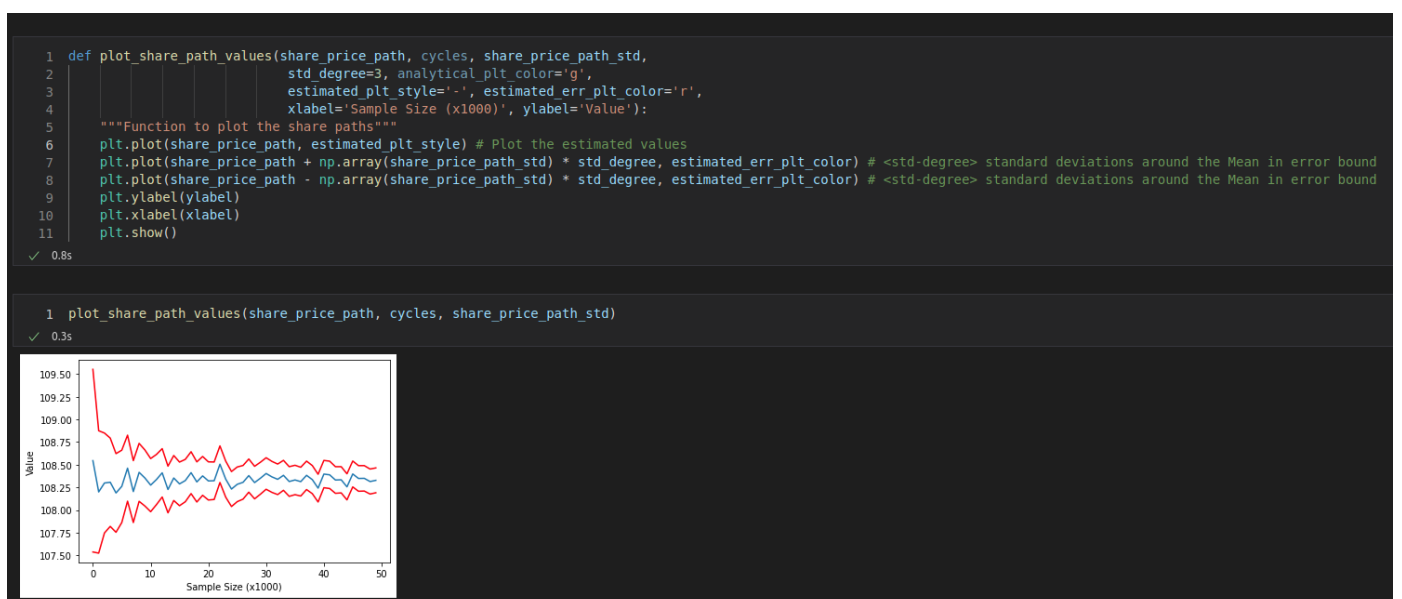 1 def plot_share_path_values(share_price_path, cycles, share_price_path_std,
2 std_degree=3, analytical_plt_color='g',
3 estimated_plt_style='-', estimated_err_plt_color='r',
4 xlabel='Sample Size (x1000)', ylabel='Value'):
5 """Function to plot the share paths"""
6 plt.plot(share_price_path, estimated_plt_style) # Plot the estimated values
7 plt.plot(share_price_path + np.array(share_price_path_std) * std_degree, estimated_err_plt_color) # <std-degree> standard deviations around the Mean in error bound
8 plt.plot(share_price_path - np.array(share_price_path_std) * std_degree, estimated_err_plt_color) # <std-degree> standard deviations around the Mean in error bound
9 plt.ylabel(ylabel)
10 plt.xlabel(xlabel)
11 plt.show()
✓ 0.8s
1 plot_share_path_values(share_price_path, cycles, share_price_path_std)
✓ 0.3s
109.50
109.25
109.00
108.75
108.50
108.25
108.00
107.75
107.50
Value
0 10 20 30 40 50
Sample Size (x1000)